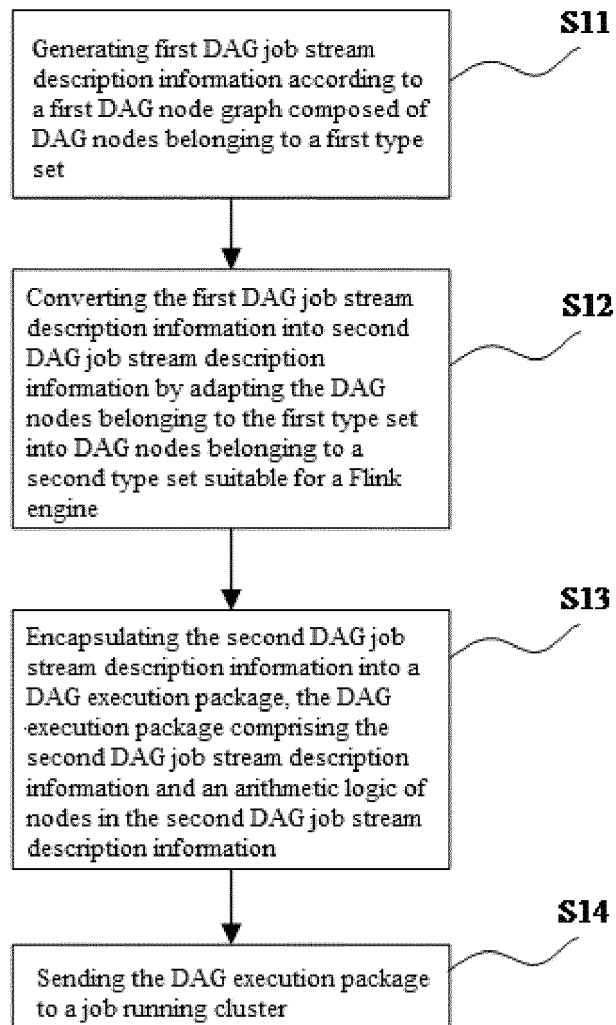 S11
Generating first DAG job stream
description information according to
a first DAG node graph composed of
DAG nodes belonging to a first type
set
S12
Converting the first DAG job stream
description information into second
DAG job stream description
information by adapting the DAG
nodes belonging to the first type set
into DAG nodes belonging to a
second type set suitable for a Flink
engine
S13
Encapsulating the second DAG job
stream description information into a
DAG execution package, the DAG
execution package comprising the
second DAG job stream description
information and an arithmetic logic of
nodes in the second DAG job stream
description information
S14
Sending the DAG execution package
to a job running cluster